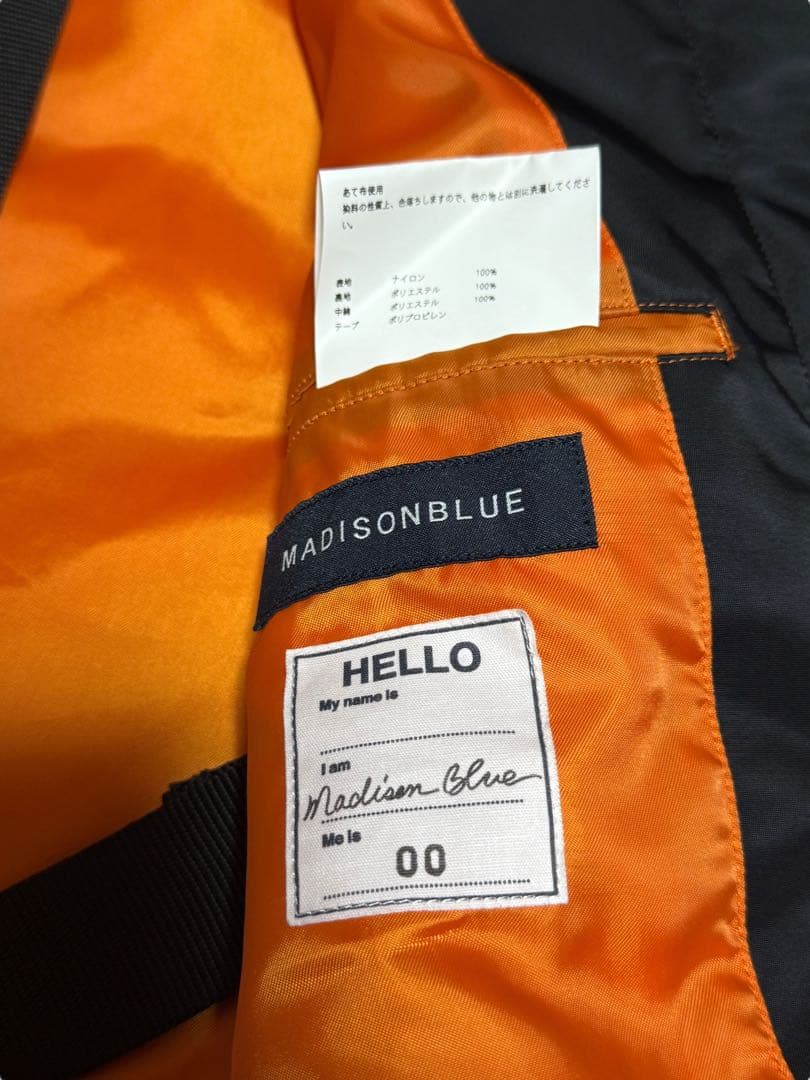 あて布使用
染料の性質上、色落ちしますので、他の物とは別に洗濯してくださ
い。
表地 ナイロン 100%
裏地 ポリエステル 100%
中綿 ポリエステル 100%
テープ ポリプロピレン
MADISONBLUE
HELLO
My name is
I am
Madison Blue
Me is
00